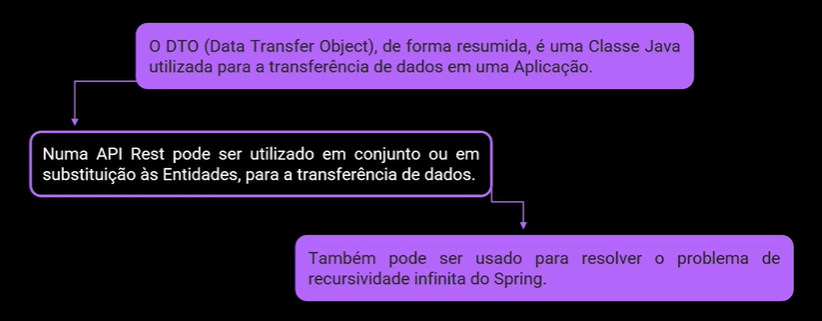 O DTO (Data Transfer Object), de forma resumida, é uma Classe Java
utilizada para a transferência de dados em uma Aplicação.
Numa API Rest pode ser utilizado em conjunto ou em
substituição às Entidades, para a transferência de dados.
Também pode ser usado para resolver o problema de
recursividade infinita do Spring.